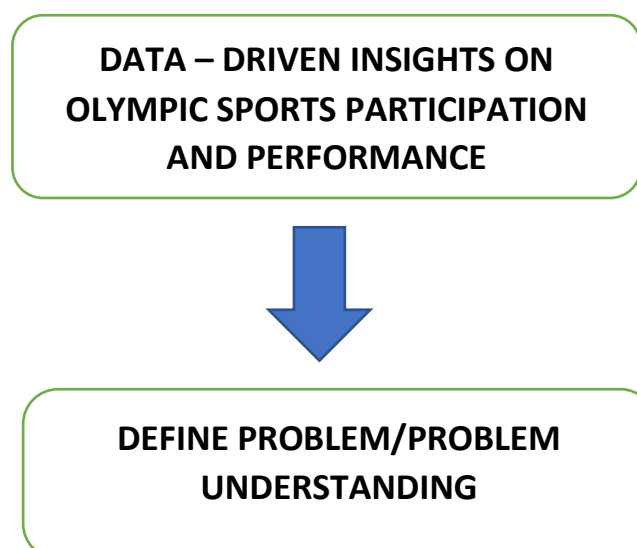 DATA – DRIVEN INSIGHTS ON
OLYMPIC SPORTS PARTICIPATION
AND PERFORMANCE
DEFINE PROBLEM/PROBLEM
UNDERSTANDING